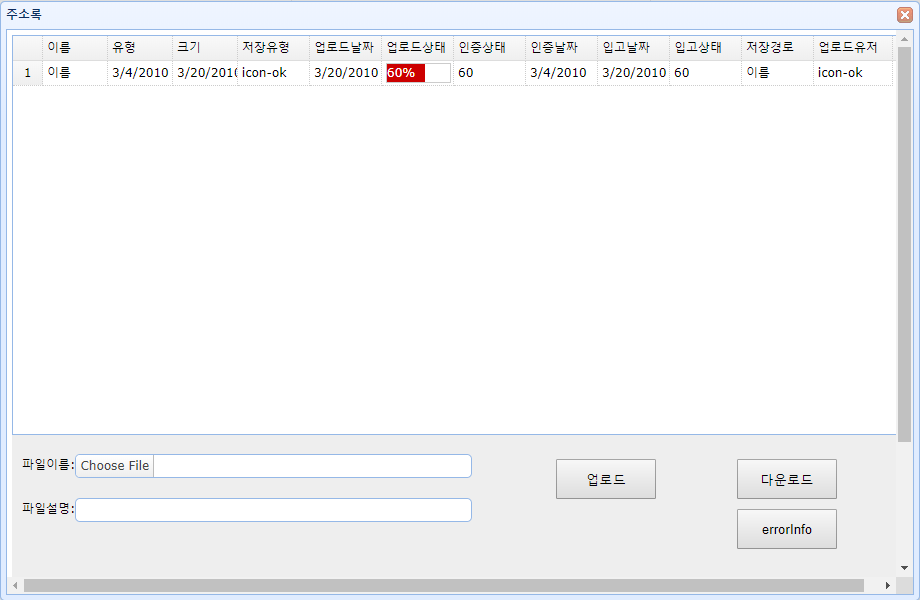 주소록
이름 유형 크기 저장유형 업로드날짜 업로드상태 인증상태 인증날짜 입고날짜 입고상태 저장경로 업로드유저
1 이름 3/4/2010 3/20/2010 icon-ok 3/20/2010 60% 60 3/4/2010 3/20/2010 60 이름 icon-ok
파일이름: Choose File 업로드 다운로드
파일설명:
errorInfo